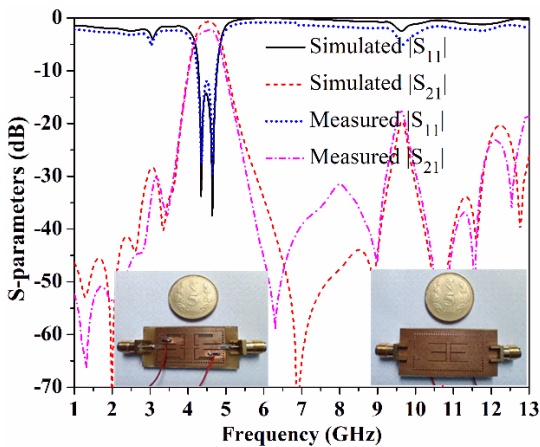 S-parameters (dB)
0
-10
-20
-30
-40
-50
-60
-70
Simulated |S11|
Simulated |S21|
Measured |S11|
Measured |S21|
1 2 3 4 5 6 7 8 9 10 11 12 13
Frequency (GHz)